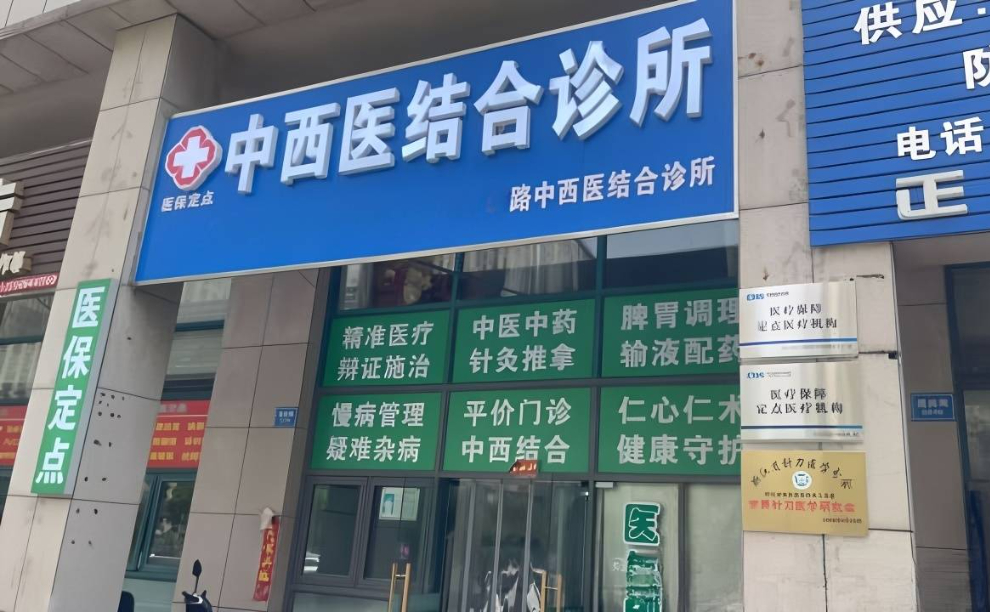 中西医结合诊所
医保定点
路中西医结合诊所
供应
防
电话
正
医保定点
精准医疗
辩证施治
中医中药
针灸推拿
脾胃调理
输液配药
慢病管理
疑难杂病
平价门诊
中西结合
仁心仁术
健康守护
医疗保障
定点医疗机构
医疗保障
定点医疗机构
医